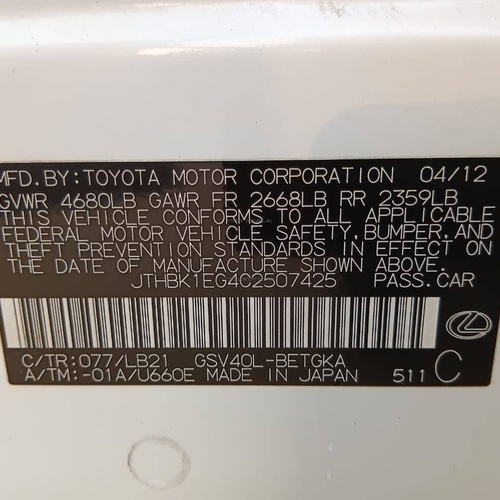 MFD. BY: TOYOTA MOTOR CORPORATION 04/12
GVWR 4680LB GAWR FR 2668LB RR 2359LB
THIS VEHICLE CONFORMS TO ALL APPLICABLE
FEDERAL MOTOR VEHICLE SAFETY, BUMPER, AND
THEFT PREVENTION STANDARDS IN EFFECT ON
THE DATE OF MANUFACTURE SHOWN ABOVE.
JTHBK1EG4C2507425 PASS. CAR
C/TR: 077/LB21 GSV40L-BETGKA
A/TM: -01A/U660E MADE IN JAPAN 511 C